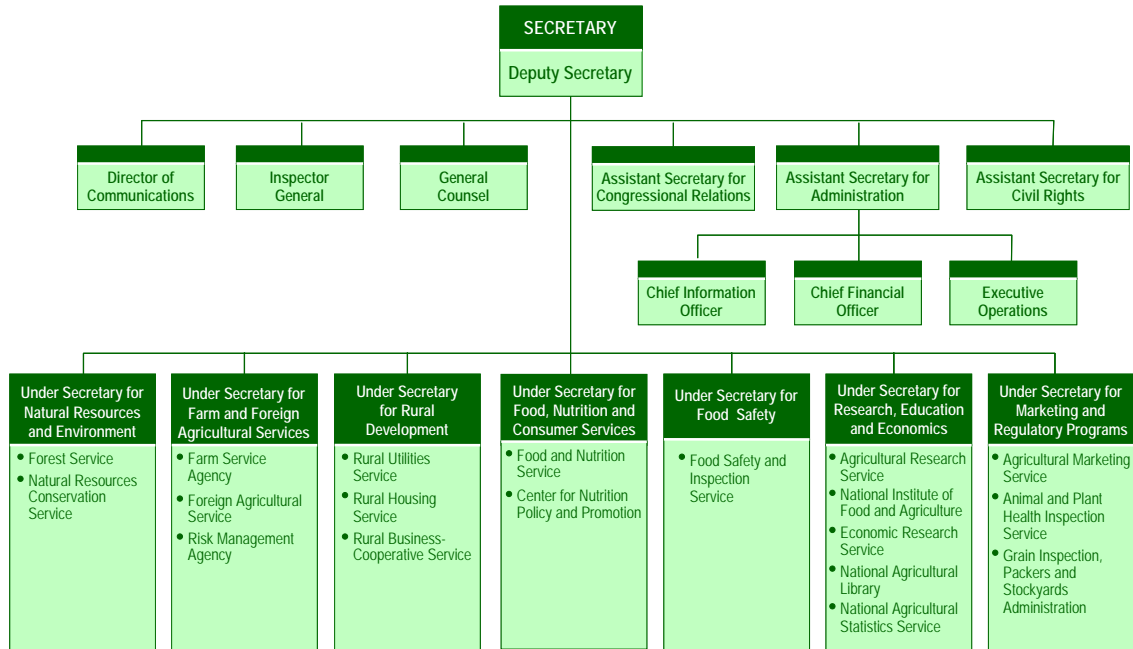 SECRETARY
Deputy Secretary
Director of
Communications
Inspector
General
General
Counsel
Assistant Secretary for
Congressional Relations
Assistant Secretary for
Administration
Assistant Secretary for
Civil Rights
Chief Information
Officer
Chief Financial
Officer
Executive
Operations
Under Secretary for
Natural Resources
and Environment
• Forest Service
• Natural Resources
Conservation
Service
Under Secretary for
Farm and Foreign
Agricultural Services
• Farm Service
Agency
• Foreign Agricultural
Service
• Risk Management
Agency
Under Secretary
for Rural
Development
• Rural Utilities
Service
• Rural Housing
Service
• Rural Business-
Cooperative Service
Under Secretary for
Food, Nutrition and
Consumer Services
• Food and Nutrition
Service
• Center for Nutrition
Policy and Promotion
Under Secretary for
Food Safety
• Food Safety and
Inspection
Service
Under Secretary for
Research, Education
and Economics
• Agricultural Research
Service
• National Institute of
Food and Agriculture
• Economic Research
Service
• National Agricultural
Library
• National Agricultural
Statistics Service
Under Secretary for
Marketing and
Regulatory Programs
• Agricultural Marketing
Service
• Animal and Plant
Health Inspection
Service
• Grain Inspection,
Packers and
Stockyards
Administration